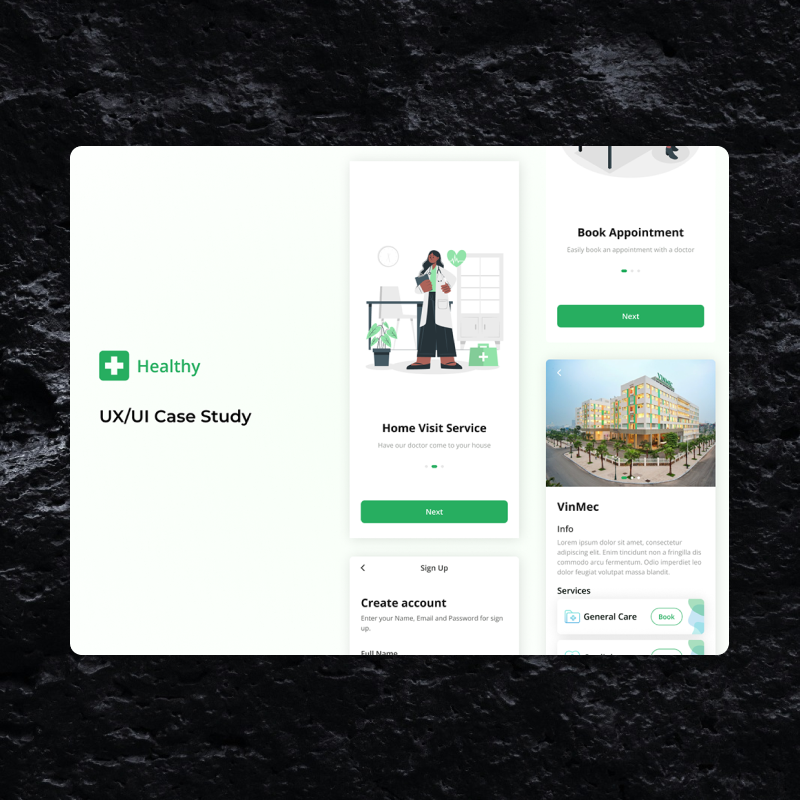 Healthy
UX/UI Case Study
Home Visit Service
Have our doctor come to your house
Next
Sign Up
Create account
Enter your Name, Email and Password for sign
up.
Full Name
Book Appointment
Easily book an appointment with a doctor
Next
VINMEC
VinMec
Info
Lorem ipsum dolor sit amet, consectetur
adipiscing elit. Enim tincidunt non a fringilla dis
commodo arcu fermentum. Odio imperdiet leo
dolor feugiat volutpat massa blandit.
Services
General Care
Book